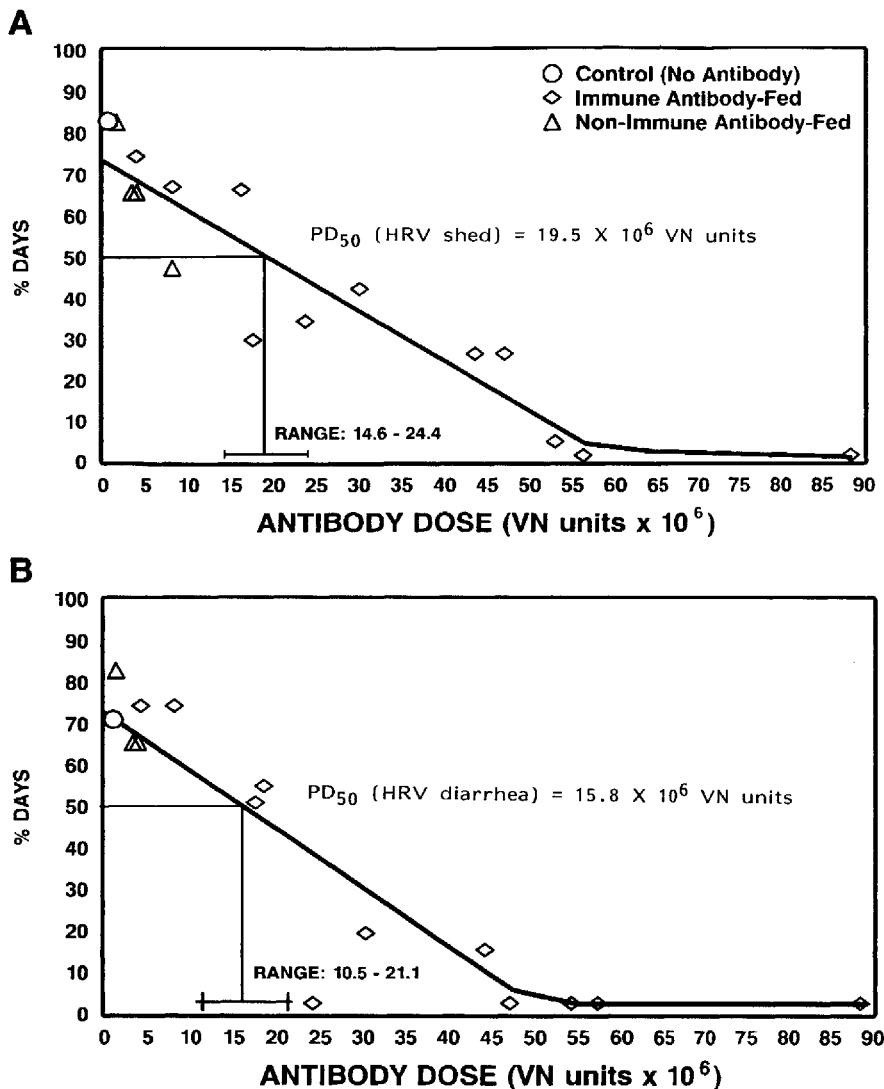 A
100
90
80
70
60
50
40
30
20
10
0
% DAYS
Control (No Antibody)
Immune Antibody-Fed
Non-Immune Antibody-Fed
PD50 (HRV shed) = 19.5 X 10^6 VN units
RANGE: 14.6 - 24.4
0 5 10 15 20 25 30 35 40 45 50 55 60 65 70 75 80 85 90
ANTIBODY DOSE (VN units x 10^6)
B
100
90
80
70
60
50
40
30
20
10
0
% DAYS
PD50 (HRV diarrhea) = 15.8 X 10^6 VN units
RANGE: 10.5 - 21.1
0 5 10 15 20 25 30 35 40 45 50 55 60 65 70 75 80 85 90
ANTIBODY DOSE (VN units x 10^6)